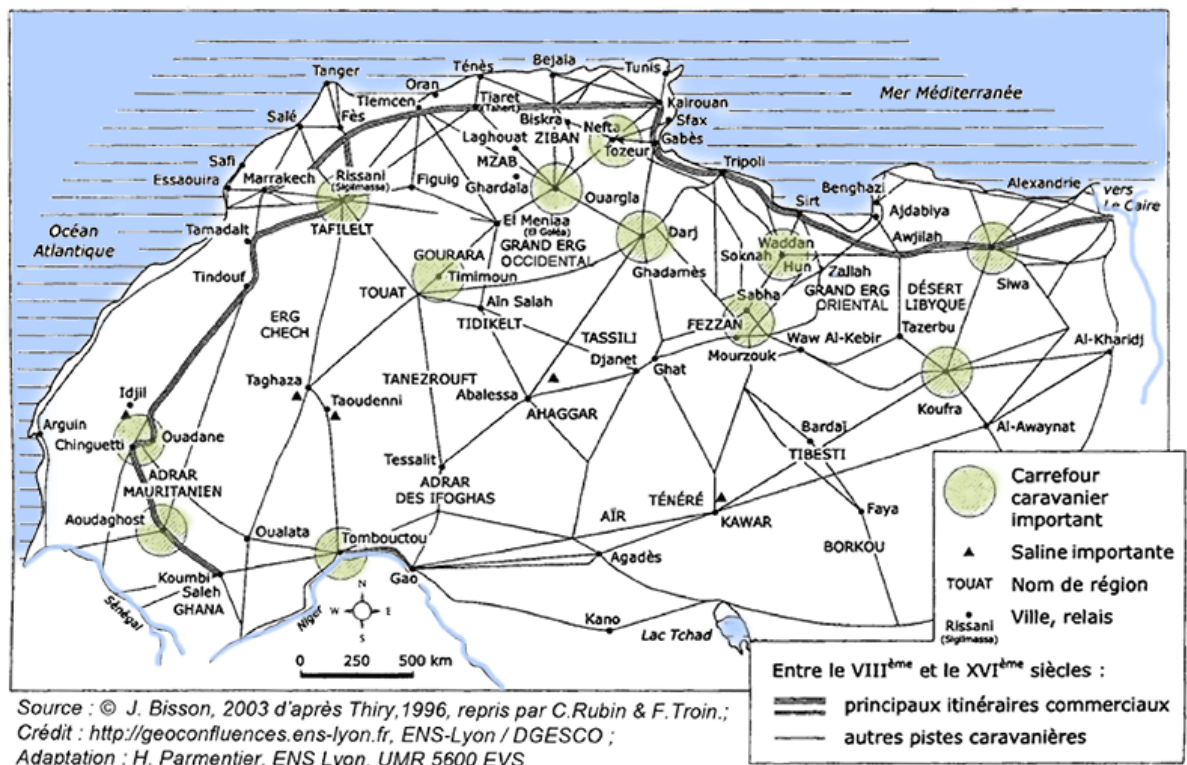 Tanger
Oran
Ténès
Bejaïa
Tunis
Mer Méditerranée
Tlemcen
Tiaret
(Tahert)
Kairouan
Salé
Fès
Biskra
Nefta
Sfax
Laghouat
ZIBAN
Gabès
Tozeur
Safi
MZAB
Tripoli
Essaouira
Marrakech
Rissani
(Sigilmassa)
Figuig
Ghardaïa
Ouargla
Benghazi
Alexandrie
vers
Le Caire
Sirt
Ajdabiya
Océan
Atlantique
Tamadalt
TAFILELT
El Meniaa
(El Goléa)
Darj
Waddan
Awjilah
GRAND ERG
OCCIDENTAL
Soknah
Hun
Zallah
Siwa
GOURARA
Timimoun
Ghadamès
GRAND ERG
ORIENTAL
DÉSERT
LIBYQUE
Tindouf
TOUAT
Aïn Salah
TIDIKELT
Sabha
FEZZAN
Tazerbu
ERG
CHECH
TASSILI
Mourzouk
Waw Al-Kebir
Al-Kharidj
Djanet
Ghat
Taghaza
TANEZROUFT
Abalessa
AHAGGAR
Koufra
Idjil
Taoudenni
Arguin
Chinguetti
Ouadane
Bardaï
TIBESTI
Al-Awaynat
ADRAR
MAURITANIEN
Tessalit
ADRAR
DES IFOGHAS
TÉNÉRÉ
KAWAR
Faya
Aoudaghost
Oualata
Tombouctou
AÏR
BORKOU
Koumbi
Saleh
GHANA
Gao
Agadès
Sénégal
Niger
N
W
E
S
Kano
Lac Tchad
0 250 500 km
Carrefour
caravanier
important
Saline importante
TOUAT
Nom de région
Rissani
(Sigilmassa)
Ville, relais
Entre le VIIIème et le XVIème siècles :
principaux itinéraires commerciaux
autres pistes caravanières
Source : © J. Bisson, 2003 d'après Thiry,1996, repris par C.Rubin & F.Troin.;
Crédit : http://geoconfluences.ens-lyon.fr, ENS-Lyon / DGESCO ;
Adaptation : H. Parmentier, ENS Lyon, UMR 5600 EVS